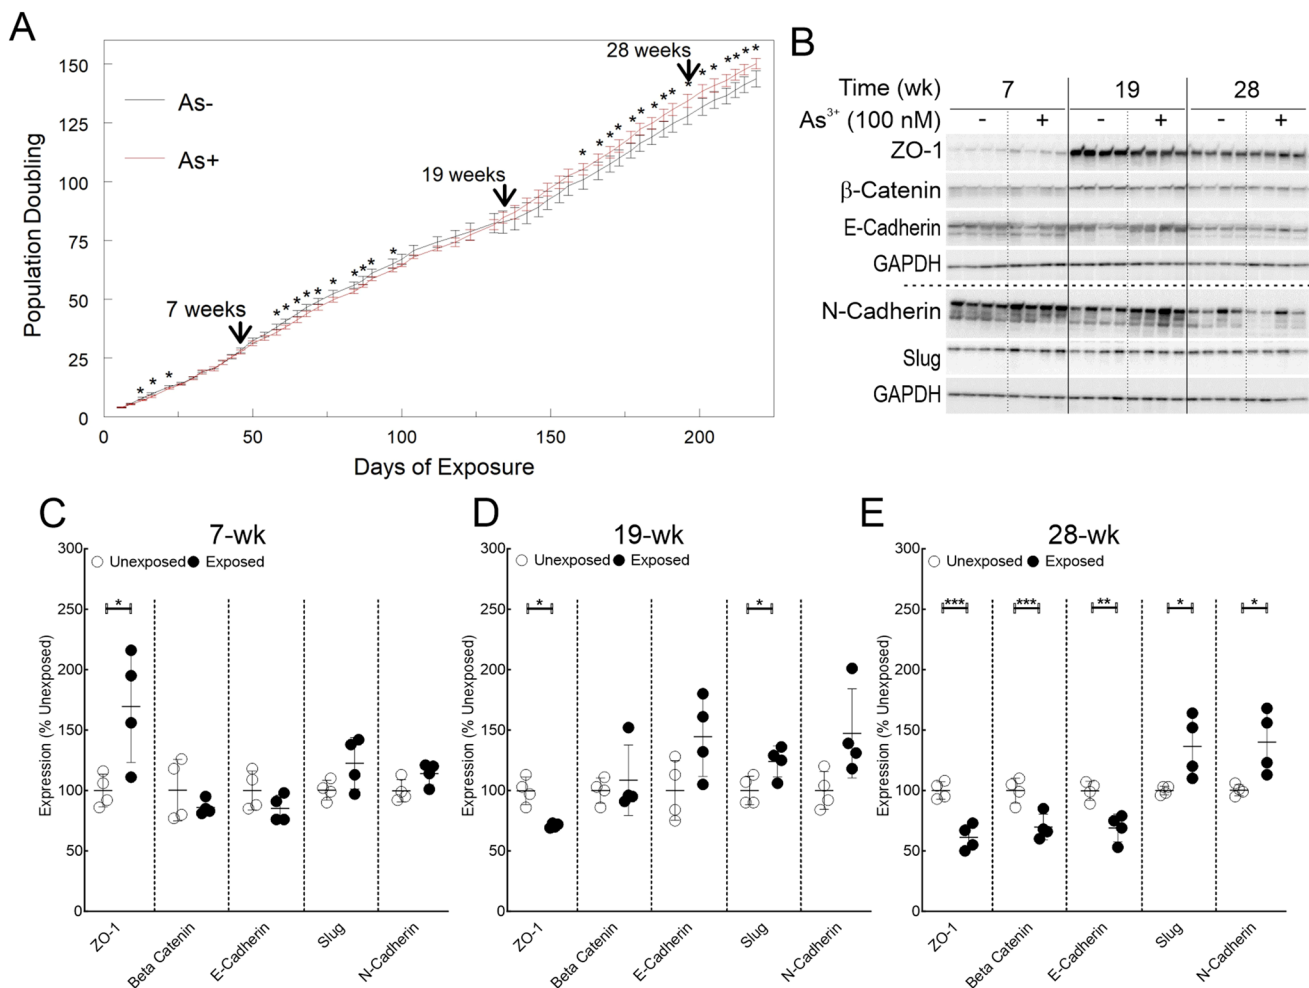 A
150
125
100
75
50
25
0
Population Doubling
As-
As+
7 weeks
19 weeks
28 weeks
* * * * * * * * * * * * * * * * * * * * * * * * * * * *
0 50 100 150 200
Days of Exposure
B
Time (wk) 7 19 28
As³⁺ (100 nM) - + - + - +
ZO-1
β-Catenin
E-Cadherin
GAPDH
N-Cadherin
Slug
GAPDH
C
7-wk
Unexposed Exposed
*
300
250
200
150
100
50
0
Expression (% Unexposed)
ZO-1
Beta Catenin
E-Cadherin
Slug
N-Cadherin
D
19-wk
Unexposed Exposed
* *
300
250
200
150
100
50
0
Expression (% Unexposed)
ZO-1
Beta Catenin
E-Cadherin
Slug
N-Cadherin
E
28-wk
Unexposed Exposed
*** *** ** * *
300
250
200
150
100
50
0
Expression (% Unexposed)
ZO-1
Beta Catenin
E-Cadherin
Slug
N-Cadherin